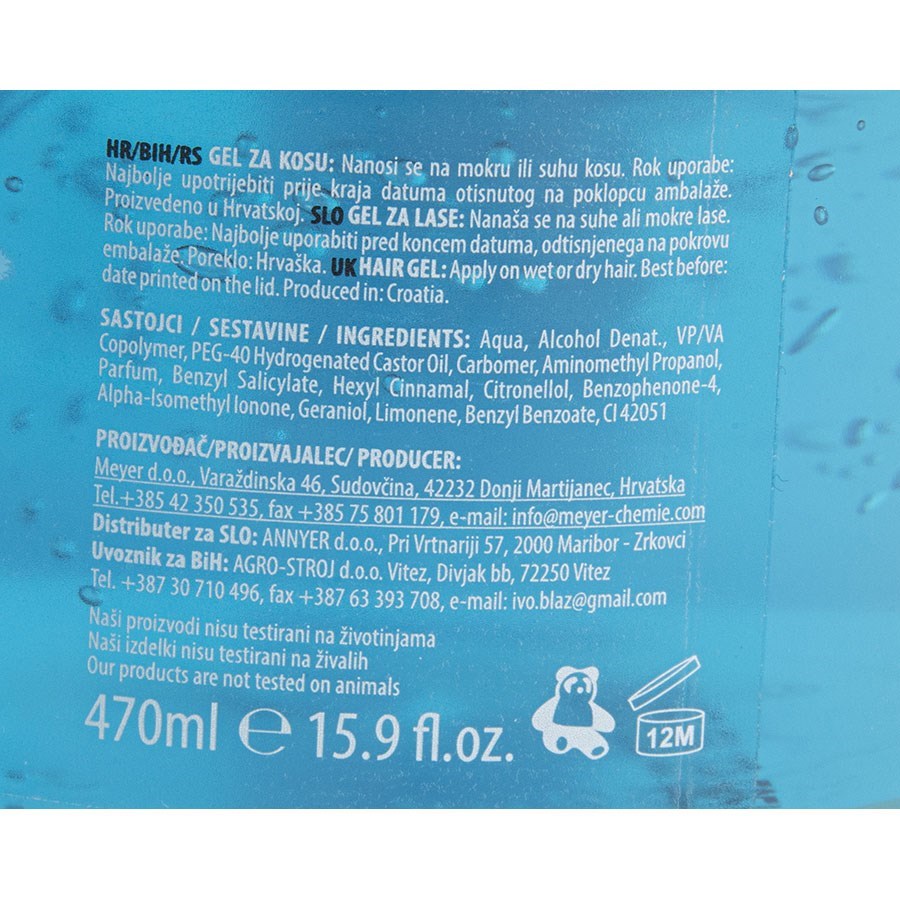 HR/BIH/RS GEL ZA KOSU: Nanosi se na mokru ili suhu kosu. Rok uporabe:
Najbolje upotrijebiti prije kraja datuma otisnutog na poklopcu ambalaže.
Proizvedeno u Hrvatskoj. SLO GEL ZA LASE: Nanaša se na suhe ali mokre lase.
Rok uporabe: Najbolje uporabiti pred koncem datuma, odtisnjenega na pokrovu
embalaže. Poreklo: Hrvaška. UK HAIR GEL: Apply on wet or dry hair. Best before:
date printed on the lid. Produced in: Croatia.
SASTOJCI / SESTAVINE / INGREDIENTS: Aqua, Alcohol Denat., VP/VA
Copolymer, PEG-40 Hydrogenated Castor Oil, Carbomer, Aminomethyl Propanol,
Parfum, Benzyl Salicylate, Hexyl Cinnamal, Citronellol, Benzophenone-4,
Alpha-Isomethyl Ionone, Geraniol, Limonene, Benzyl Benzoate, CI 42051
PROIZVOĐAČ/PROIZVAJALEC/ PRODUCER:
Meyer d.o.o., Varaždinska 46, Sudovčina, 42232 Donji Martijanec, Hrvatska
Tel.+385 42 350 535, fax +385 75 801 179, e-mail: info@meyer-chemie.com
Distributer za SLO: ANNYER d.o.o., Pri Vrtnariji 57, 2000 Maribor - Zrkovci
Uvoznik za BiH: AGRO-STROJ d.o.o. Vitez, Divjak bb, 72250 Vitez
Tel. +387 30 710 496, fax +387 63 393 708, e-mail: ivo.blaz@gmail.com
Naši proizvodi nisu testirani na životinjama
Naši izdelki nisu testirani na živalih
Our products are not tested on animals
470ml ℮ 15.9 fl.oz.
12M